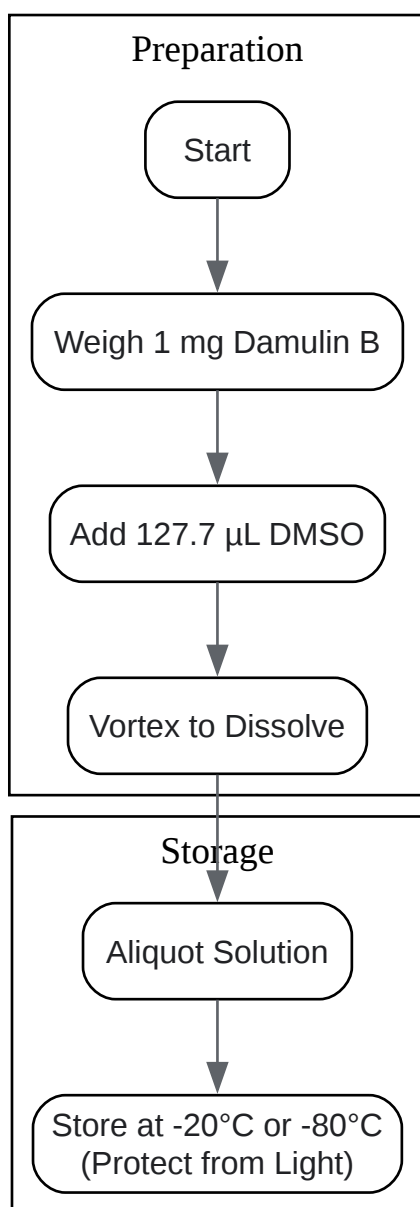 Preparation
Start
Weigh 1 mg Damulin B
Add 127.7 µL DMSO
Vortex to Dissolve
Storage
Aliquot Solution
Store at -20°C or -80°C
(Protect from Light)